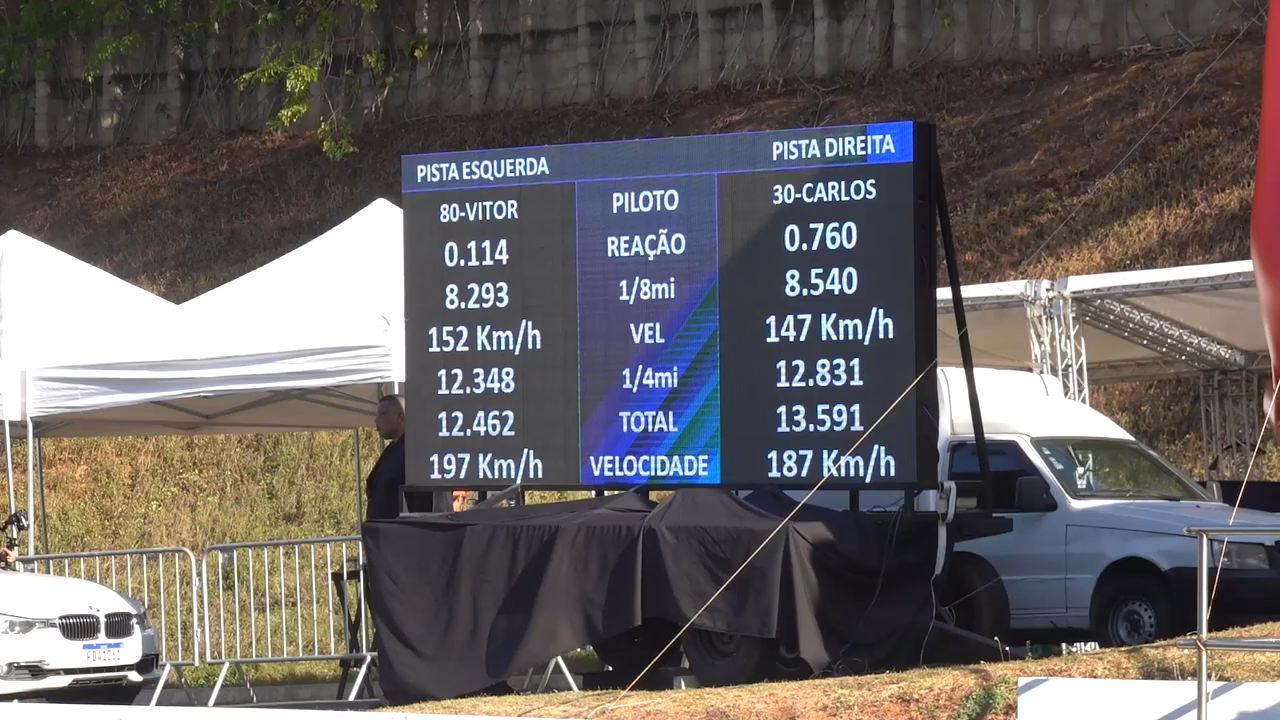 PISTA ESQUERDA PISTA DIREITA
80-VITOR PILOTO 30-CARLOS
0.114 REAÇÃO 0.760
8.293 1/8mi 8.540
152 Km/h VEL 147 Km/h
12.348 1/4mi 12.831
12.462 TOTAL 13.591
197 Km/h VELOCIDADE 187 Km/h